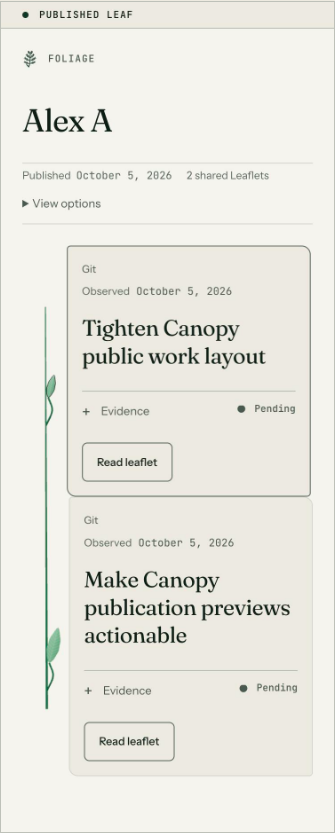 PUBLISHED LEAF
FOLIAGE
Alex A
Published October 5, 2026 2 shared Leaflets
▶ View options
Git
Observed October 5, 2026
Tighten Canopy
public work layout
+ Evidence Pending
Read leaflet
Git
Observed October 5, 2026
Make Canopy
publication previews
actionable
+ Evidence Pending
Read leaflet